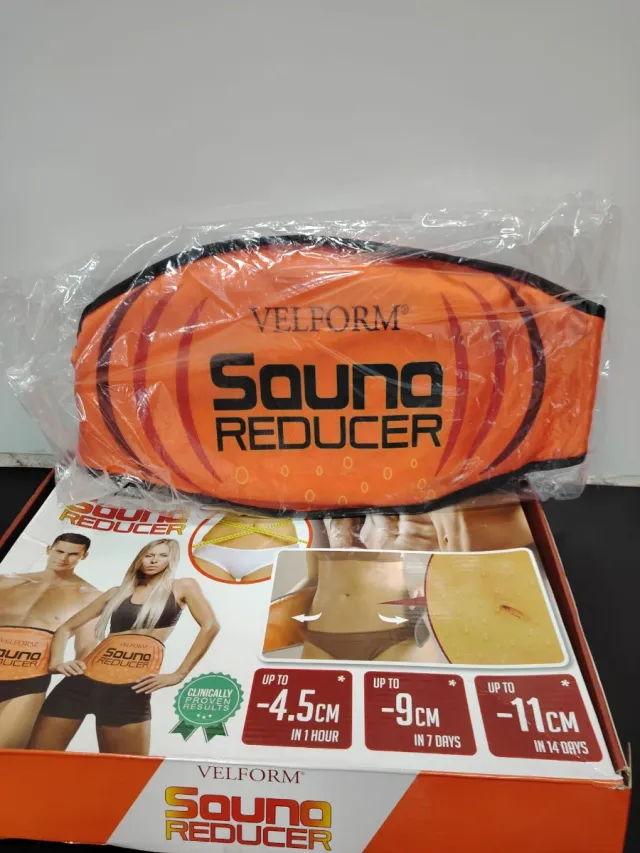 VELFORM®
Sauna
REDUCER
Sauna
REDUCER
VELFORM
REDUCER
VELFORM
Sauna
REDUCER
CLINICALLY
PROVEN
RESULTS
UP TO
-4.5CM*
IN 1 HOUR
UP TO
-9CM*
IN 7 DAYS
UP TO
-11CM*
IN 14 DAYS
VELFORM®
Sauna
REDUCER